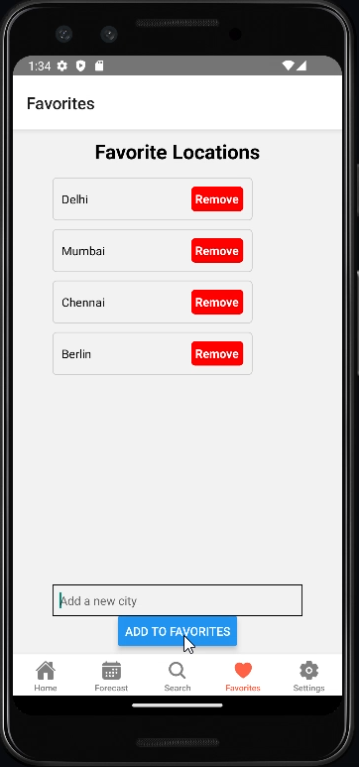 1:34
Favorites
Favorite Locations
Delhi Remove
Mumbai Remove
Chennai Remove
Berlin Remove
Add a new city
ADD TO FAVORITES
Home Forecast Search Favorites Settings